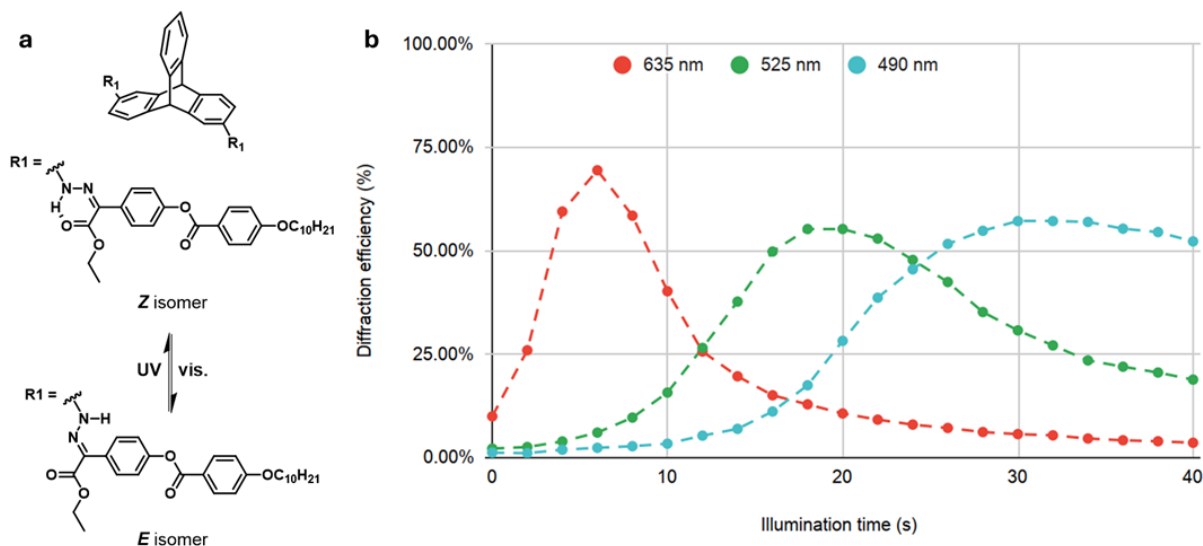 a
R1
R1
R1 =
N
N
H
O
O
O
O
OC10H21
Z isomer
UV
vis.
R1 =
N-H
N
O
O
O
O
OC10H21
E isomer
b
635 nm
525 nm
490 nm
100.00%
75.00%
50.00%
25.00%
0.00%
Diffraction efficiency (%)
0
10
20
30
40
Illumination time (s)